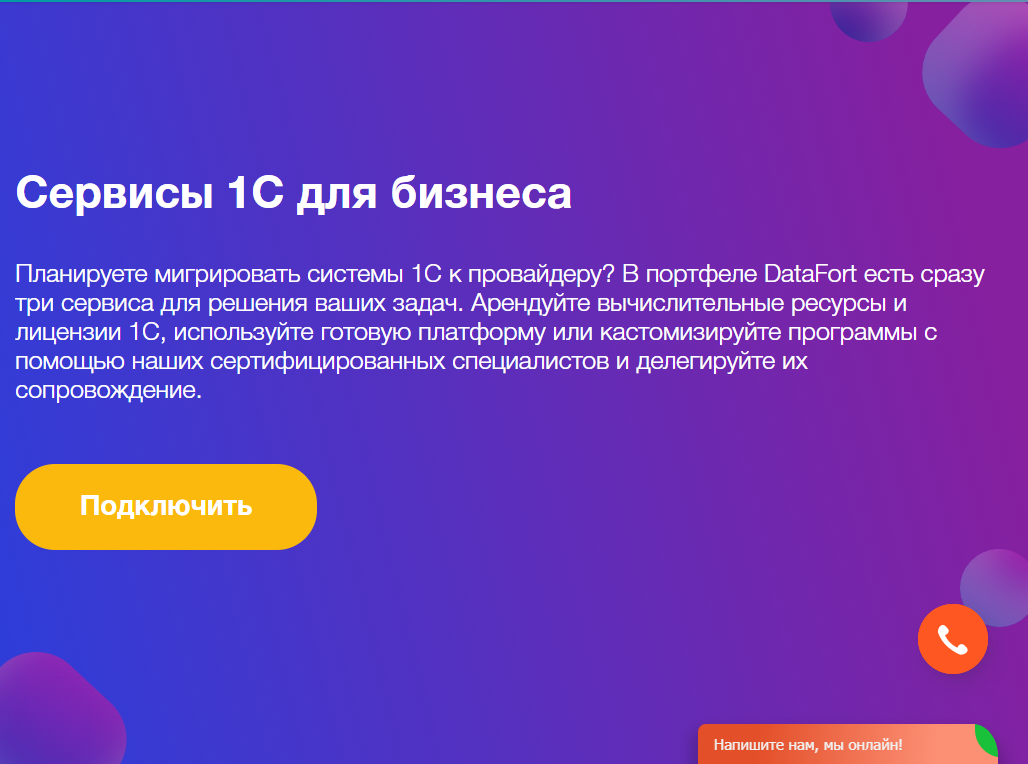 Сервисы 1С для бизнеса
Планируете мигрировать системы 1С к провайдеру? В портфеле DataFort есть сразу
три сервиса для решения ваших задач. Арендуйте вычислительные ресурсы и
лицензии 1С, используйте готовую платформу или кастомизируйте программы с
помощью наших сертифицированных специалистов и делегируйте их
сопровождение.
Подключить
Напишите нам, мы онлайн!